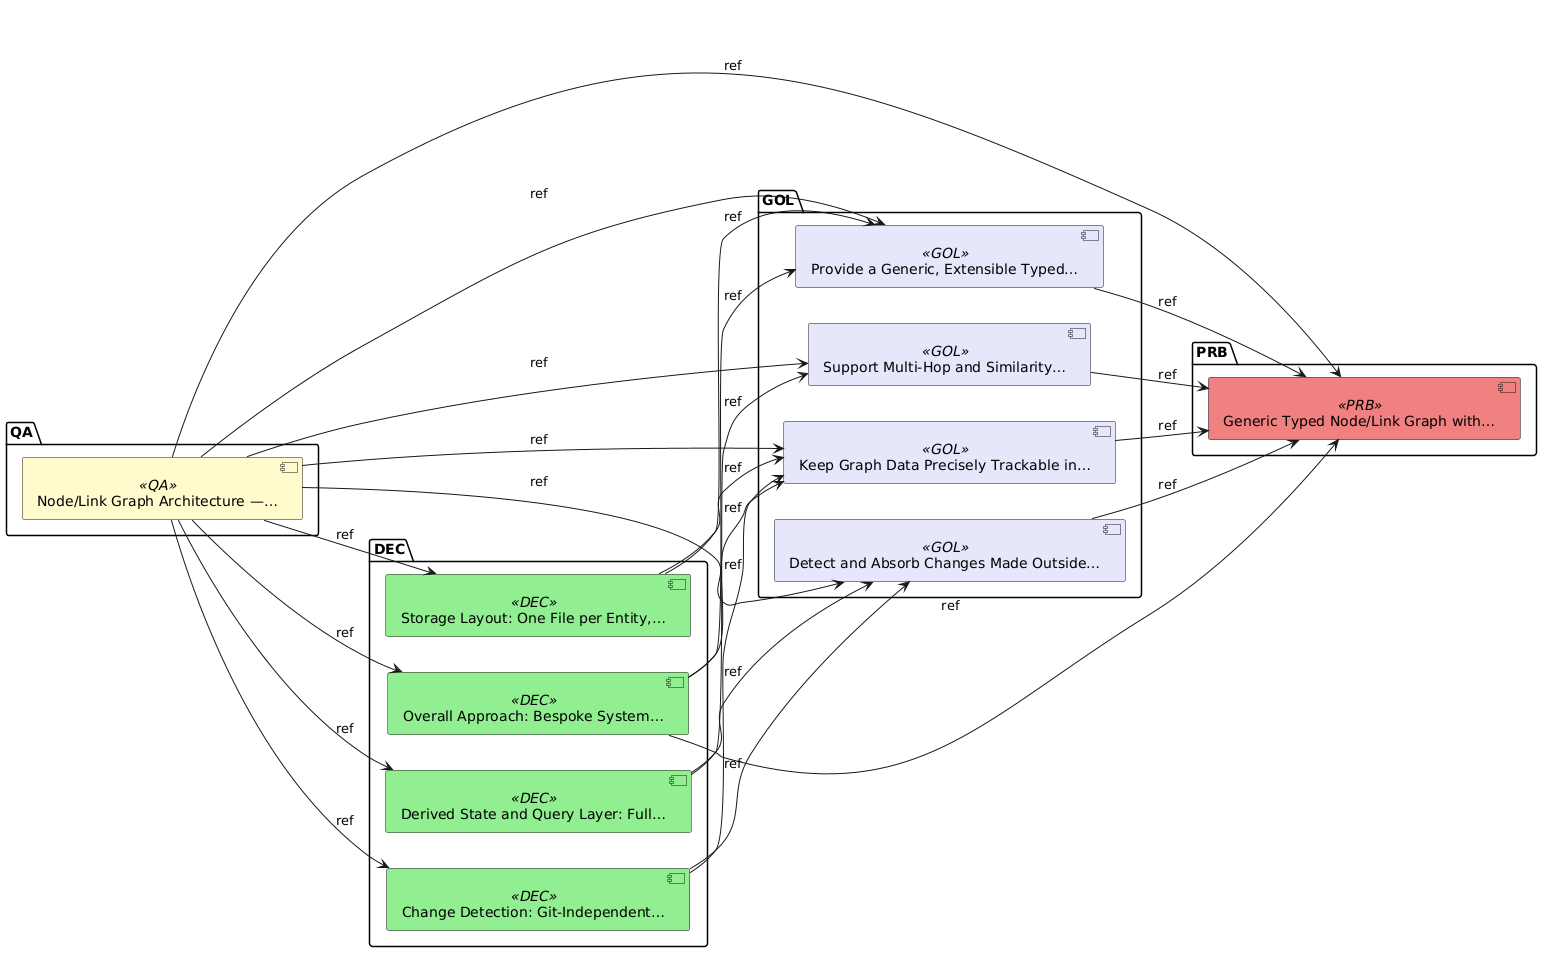 ref
ref
GOL
ref
«GOL»
Provide a Generic, Extensible Typed...
ref
ref
PRB
ref
«GOL»
Support Multi-Hop and Similarity...
ref
«PRB»
Generic Typed Node/Link Graph with...
ref
QA
ref
«GOL»
Keep Graph Data Precisely Trackable in...
ref
ref
«QA»
Node/Link Graph Architecture —...
ref
ref
ref
ref
DEC
«GOL»
Detect and Absorb Changes Made Outside...
ref
«DEC»
Storage Layout: One File per Entity,...
ref
ref
ref
«DEC»
Overall Approach: Bespoke System...
ref
ref
«DEC»
Derived State and Query Layer: Full...
ref
«DEC»
Change Detection: Git-Independent...